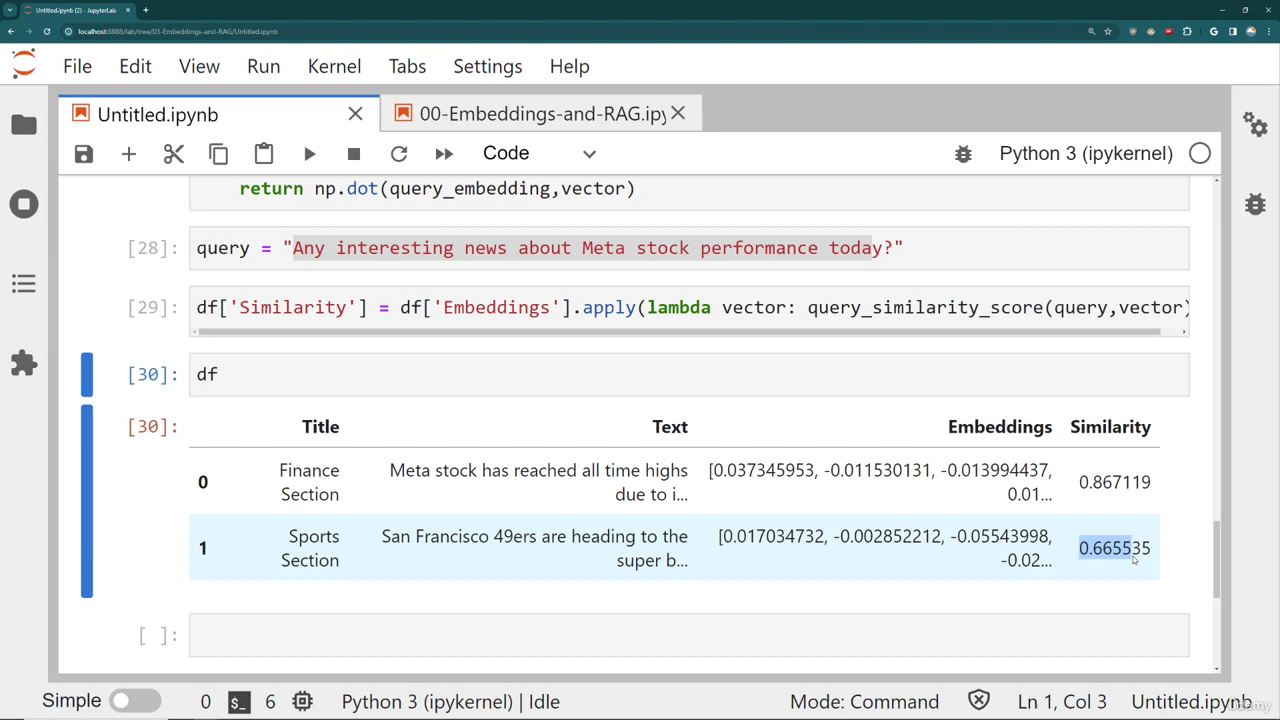 Untitled.ipynb (2) - JupyterLab
localhost:8888/lab/tree/03-Embeddings-and-RAG/Untitled.ipynb
File Edit View Run Kernel Tabs Settings Help
Untitled.ipynb
00-Embeddings-and-RAG.ipy
Code
Python 3 (ipykernel)
return np.dot(query_embedding,vector)
[28]: query = "Any interesting news about Meta stock performance today?"
[29]: df['Similarity'] = df['Embeddings'].apply(lambda vector: query_similarity_score(query,vector)
[30]: df
[30]: Title Text Embeddings Similarity
0 Finance Section Meta stock has reached all time highs due to i... [0.037345953, -0.011530131, -0.013994437, 0.01... 0.867119
1 Sports Section San Francisco 49ers are heading to the super b... [0.017034732, -0.002852212, -0.05543998, -0.02... 0.665535
[ ]:
Simple 0 $_ 6 Python 3 (ipykernel) | Idle Mode: Command Ln 1, Col 3 Untitled.ipynb